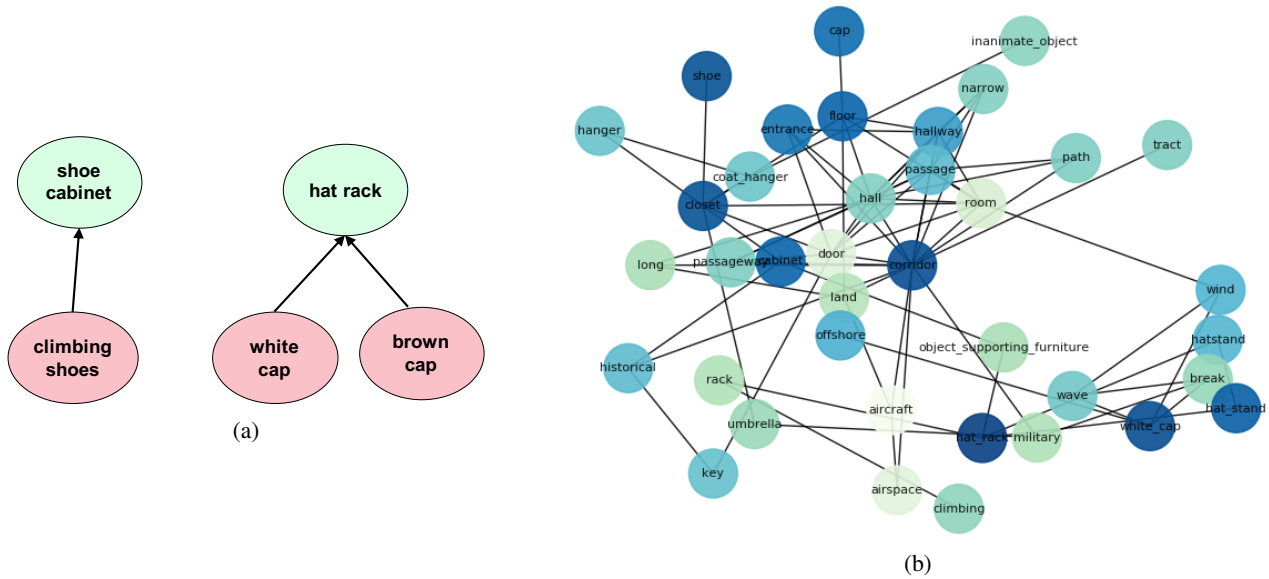 shoe
cabinet
hat rack
climbing
shoes
white
cap
brown
cap
(a)
cap
inanimate_object
shoe
narrow
hanger
entrance
floor
hallway
tract
path
passage
coat_hanger
hall
closet
room
long
passageway
cabinet
door
corridor
land
wind
offshore
object_supporting_furniture
hatstand
historical
rack
break
wave
aircraft
hat_stand
umbrella
hat_rack
military
white_cap
key
airspace
climbing
(b)